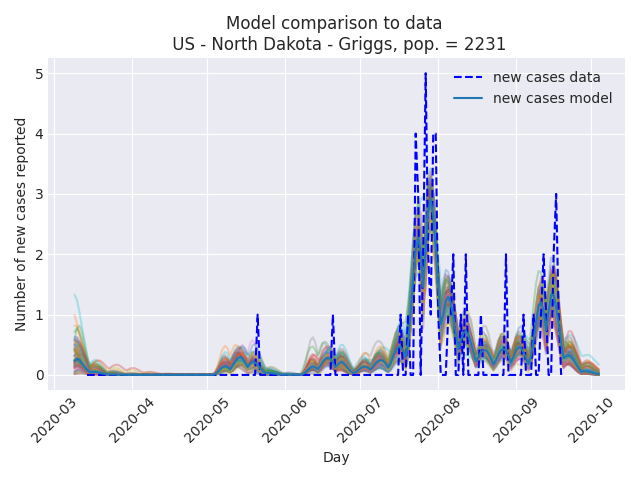 Model comparison to data
US - North Dakota - Griggs, pop. = 2231
new cases data
new cases model
Number of new cases reported
5
4
3
2
1
0
2020-03
2020-04
2020-05
2020-06
2020-07
2020-08
2020-09
2020-10
Day